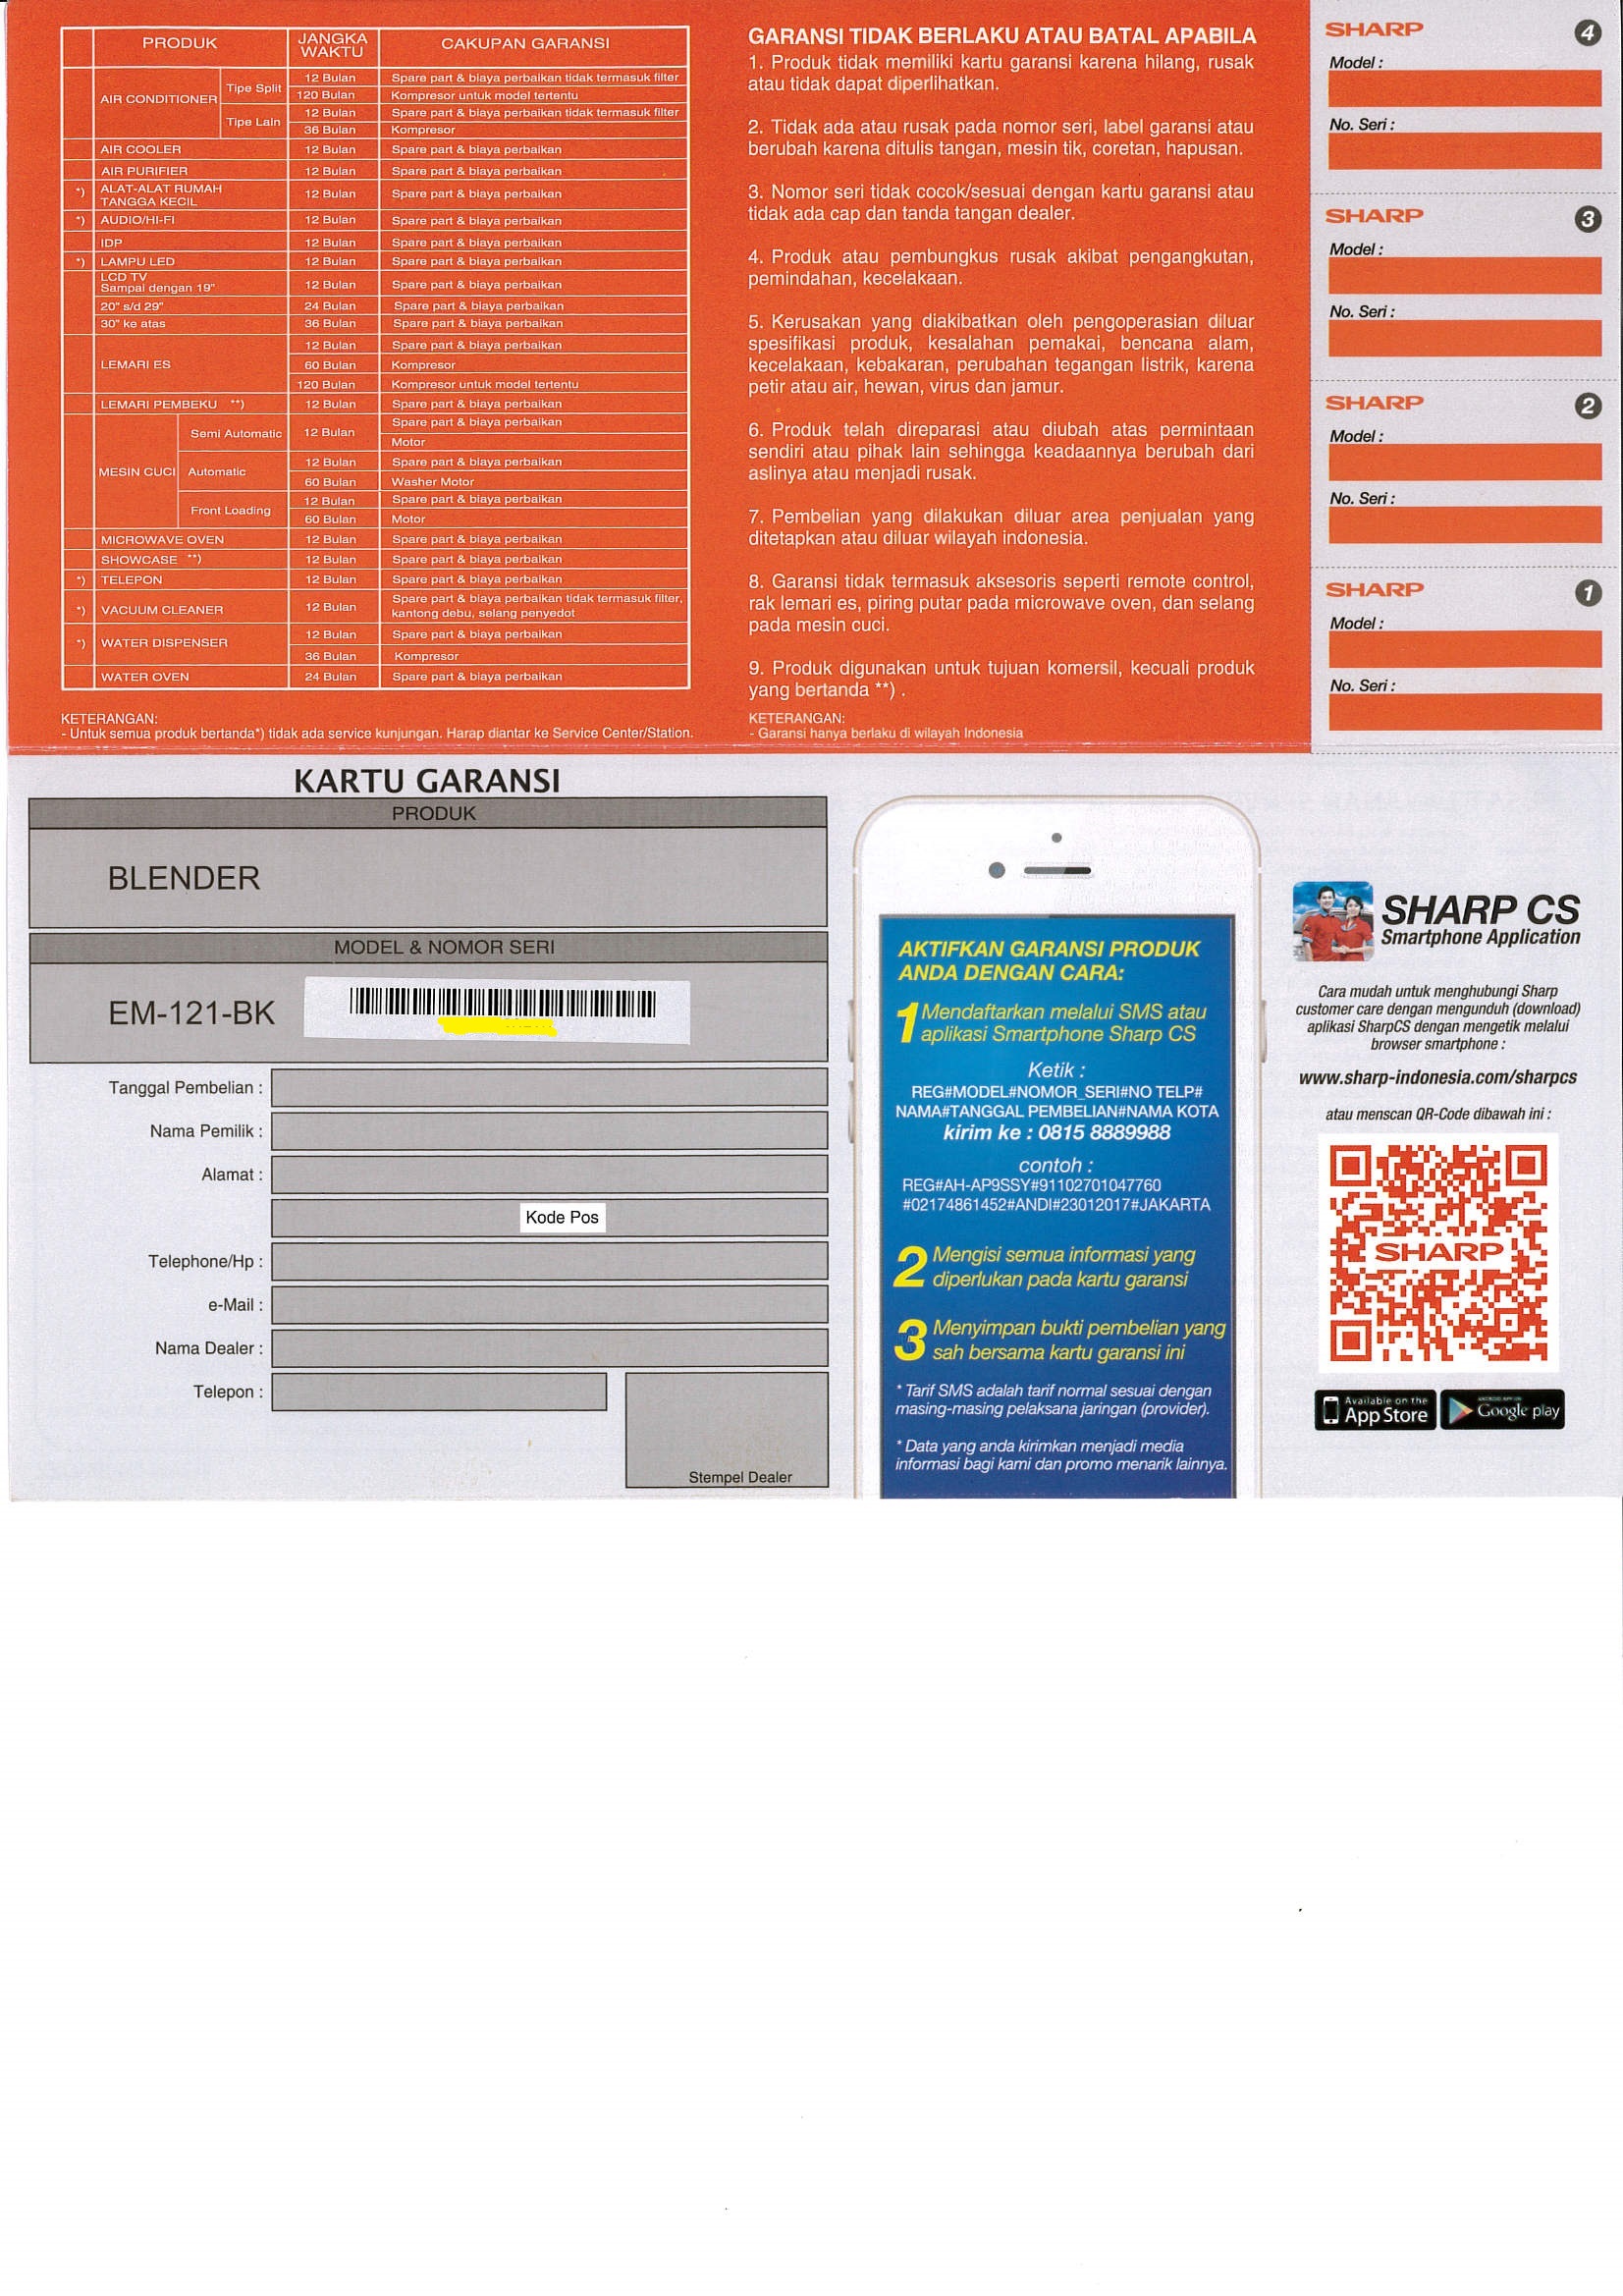 PRODUK JANGKA WAKTU CAKUPAN GARANSI
AIR CONDITIONER Tipe Split 12 Bulan Spare part & biaya perbaikan tidak termasuk filter
120 Bulan Kompresor untuk model tertentu
Tipe Lain 12 Bulan Spare part & biaya perbaikan tidak termasuk filter
36 Bulan Kompresor
AIR COOLER 12 Bulan Spare part & biaya perbaikan
AIR PURIFIER 12 Bulan Spare part & biaya perbaikan
*) ALAT-ALAT RUMAH TANGGA KECIL 12 Bulan Spare part & biaya perbaikan
*) AUDIO/HI-FI 12 Bulan Spare part & biaya perbaikan
IDP 12 Bulan Spare part & biaya perbaikan
*) LAMPU LED 12 Bulan Spare part & biaya perbaikan
LCD TV
Sampai dengan 19" 12 Bulan Spare part & biaya perbaikan
20" s/d 29" 24 Bulan Spare part & biaya perbaikan
30" ke atas 36 Bulan Spare part & biaya perbaikan
LEMARI ES 12 Bulan Spare part & biaya perbaikan
60 Bulan Kompresor
120 Bulan Kompresor untuk model tertentu
LEMARI PEMBEKU **) 12 Bulan Spare part & biaya perbaikan
MESIN CUCI Semi Automatic 12 Bulan Spare part & biaya perbaikan
Motor
Automatic 12 Bulan Spare part & biaya perbaikan
60 Bulan Washer Motor
Front Loading 12 Bulan Spare part & biaya perbaikan
60 Bulan Motor
MICROWAVE OVEN 12 Bulan Spare part & biaya perbaikan
SHOWCASE **) 12 Bulan Spare part & biaya perbaikan
*) TELEPON 12 Bulan Spare part & biaya perbaikan
*) VACUUM CLEANER 12 Bulan Spare part & biaya perbaikan tidak termasuk filter,
kantong debu, selang penyedot
*) WATER DISPENSER 12 Bulan Spare part & biaya perbaikan
36 Bulan Kompresor
WATER OVEN 24 Bulan Spare part & biaya perbaikan
KETERANGAN:
- Untuk semua produk bertanda*) tidak ada service kunjungan. Harap diantar ke Service Center/Station.
GARANSI TIDAK BERLAKU ATAU BATAL APABILA
1. Produk tidak memiliki kartu garansi karena hilang, rusak
atau tidak dapat diperlihatkan.
2. Tidak ada atau rusak pada nomor seri, label garansi atau
berubah karena ditulis tangan, mesin tik, coretan, hapusan.
3. Nomor seri tidak cocok/sesuai dengan kartu garansi atau
tidak ada cap dan tanda tangan dealer.
4. Produk atau pembungkus rusak akibat pengangkutan,
pemindahan, kecelakaan.
5. Kerusakan yang diakibatkan oleh pengoperasian diluar
spesifikasi produk, kesalahan pemakai, bencana alam,
kecelakaan, kebakaran, perubahan tegangan listrik, karena
petir atau air, hewan, virus dan jamur.
6. Produk telah direparasi atau diubah atas permintaan
sendiri atau pihak lain sehingga keadaannya berubah dari
aslinya atau menjadi rusak.
7. Pembelian yang dilakukan diluar area penjualan yang
ditetapkan atau diluar wilayah indonesia.
8. Garansi tidak termasuk aksesoris seperti remote control,
rak lemari es, piring putar pada microwave oven, dan selang
pada mesin cuci.
9. Produk digunakan untuk tujuan komersil, kecuali produk
yang bertanda **) .
KETERANGAN:
- Garansi hanya berlaku di wilayah Indonesia
SHARP 4
Model :
No. Seri :
SHARP 3
Model :
No. Seri :
SHARP 2
Model :
No. Seri :
SHARP 1
Model :
No. Seri :
KARTU GARANSI
PRODUK
BLENDER
MODEL & NOMOR SERI
EM-121-BK
Tanggal Pembelian :
Nama Pemilik :
Alamat :
Kode Pos
Telephone/Hp :
e-Mail :
Nama Dealer :
Telepon :
Stempel Dealer
AKTIFKAN GARANSI PRODUK
ANDA DENGAN CARA:
1 Mendaftarkan melalui SMS atau
aplikasi Smartphone Sharp CS
Ketik :
REG#MODEL#NOMOR_SERI#NO TELP#
NAMA#TANGGAL PEMBELIAN#NAMA KOTA
kirim ke : 0815 8889988
contoh :
REG#AH-AP9SSY#91102701047760
#02174861452#ANDI#23012017#JAKARTA
2 Mengisi semua informasi yang
diperlukan pada kartu garansi
3 Menyimpan bukti pembelian yang
sah bersama kartu garansi ini
* Tarif SMS adalah tarif normal sesuai dengan
masing-masing pelaksana jaringan (provider).
* Data yang anda kirimkan menjadi media
informasi bagi kami dan promo menarik lainnya.
SHARP CS
Smartphone Application
Cara mudah untuk menghubungi Sharp
customer care dengan mengunduh (download)
aplikasi SharpCS dengan mengetik melalui
browser smartphone :
www.sharp-indonesia.com/sharpcs
atau menscan QR-Code dibawah ini :
SHARP
Available on the
App Store
ANDROID APP ON
Google play